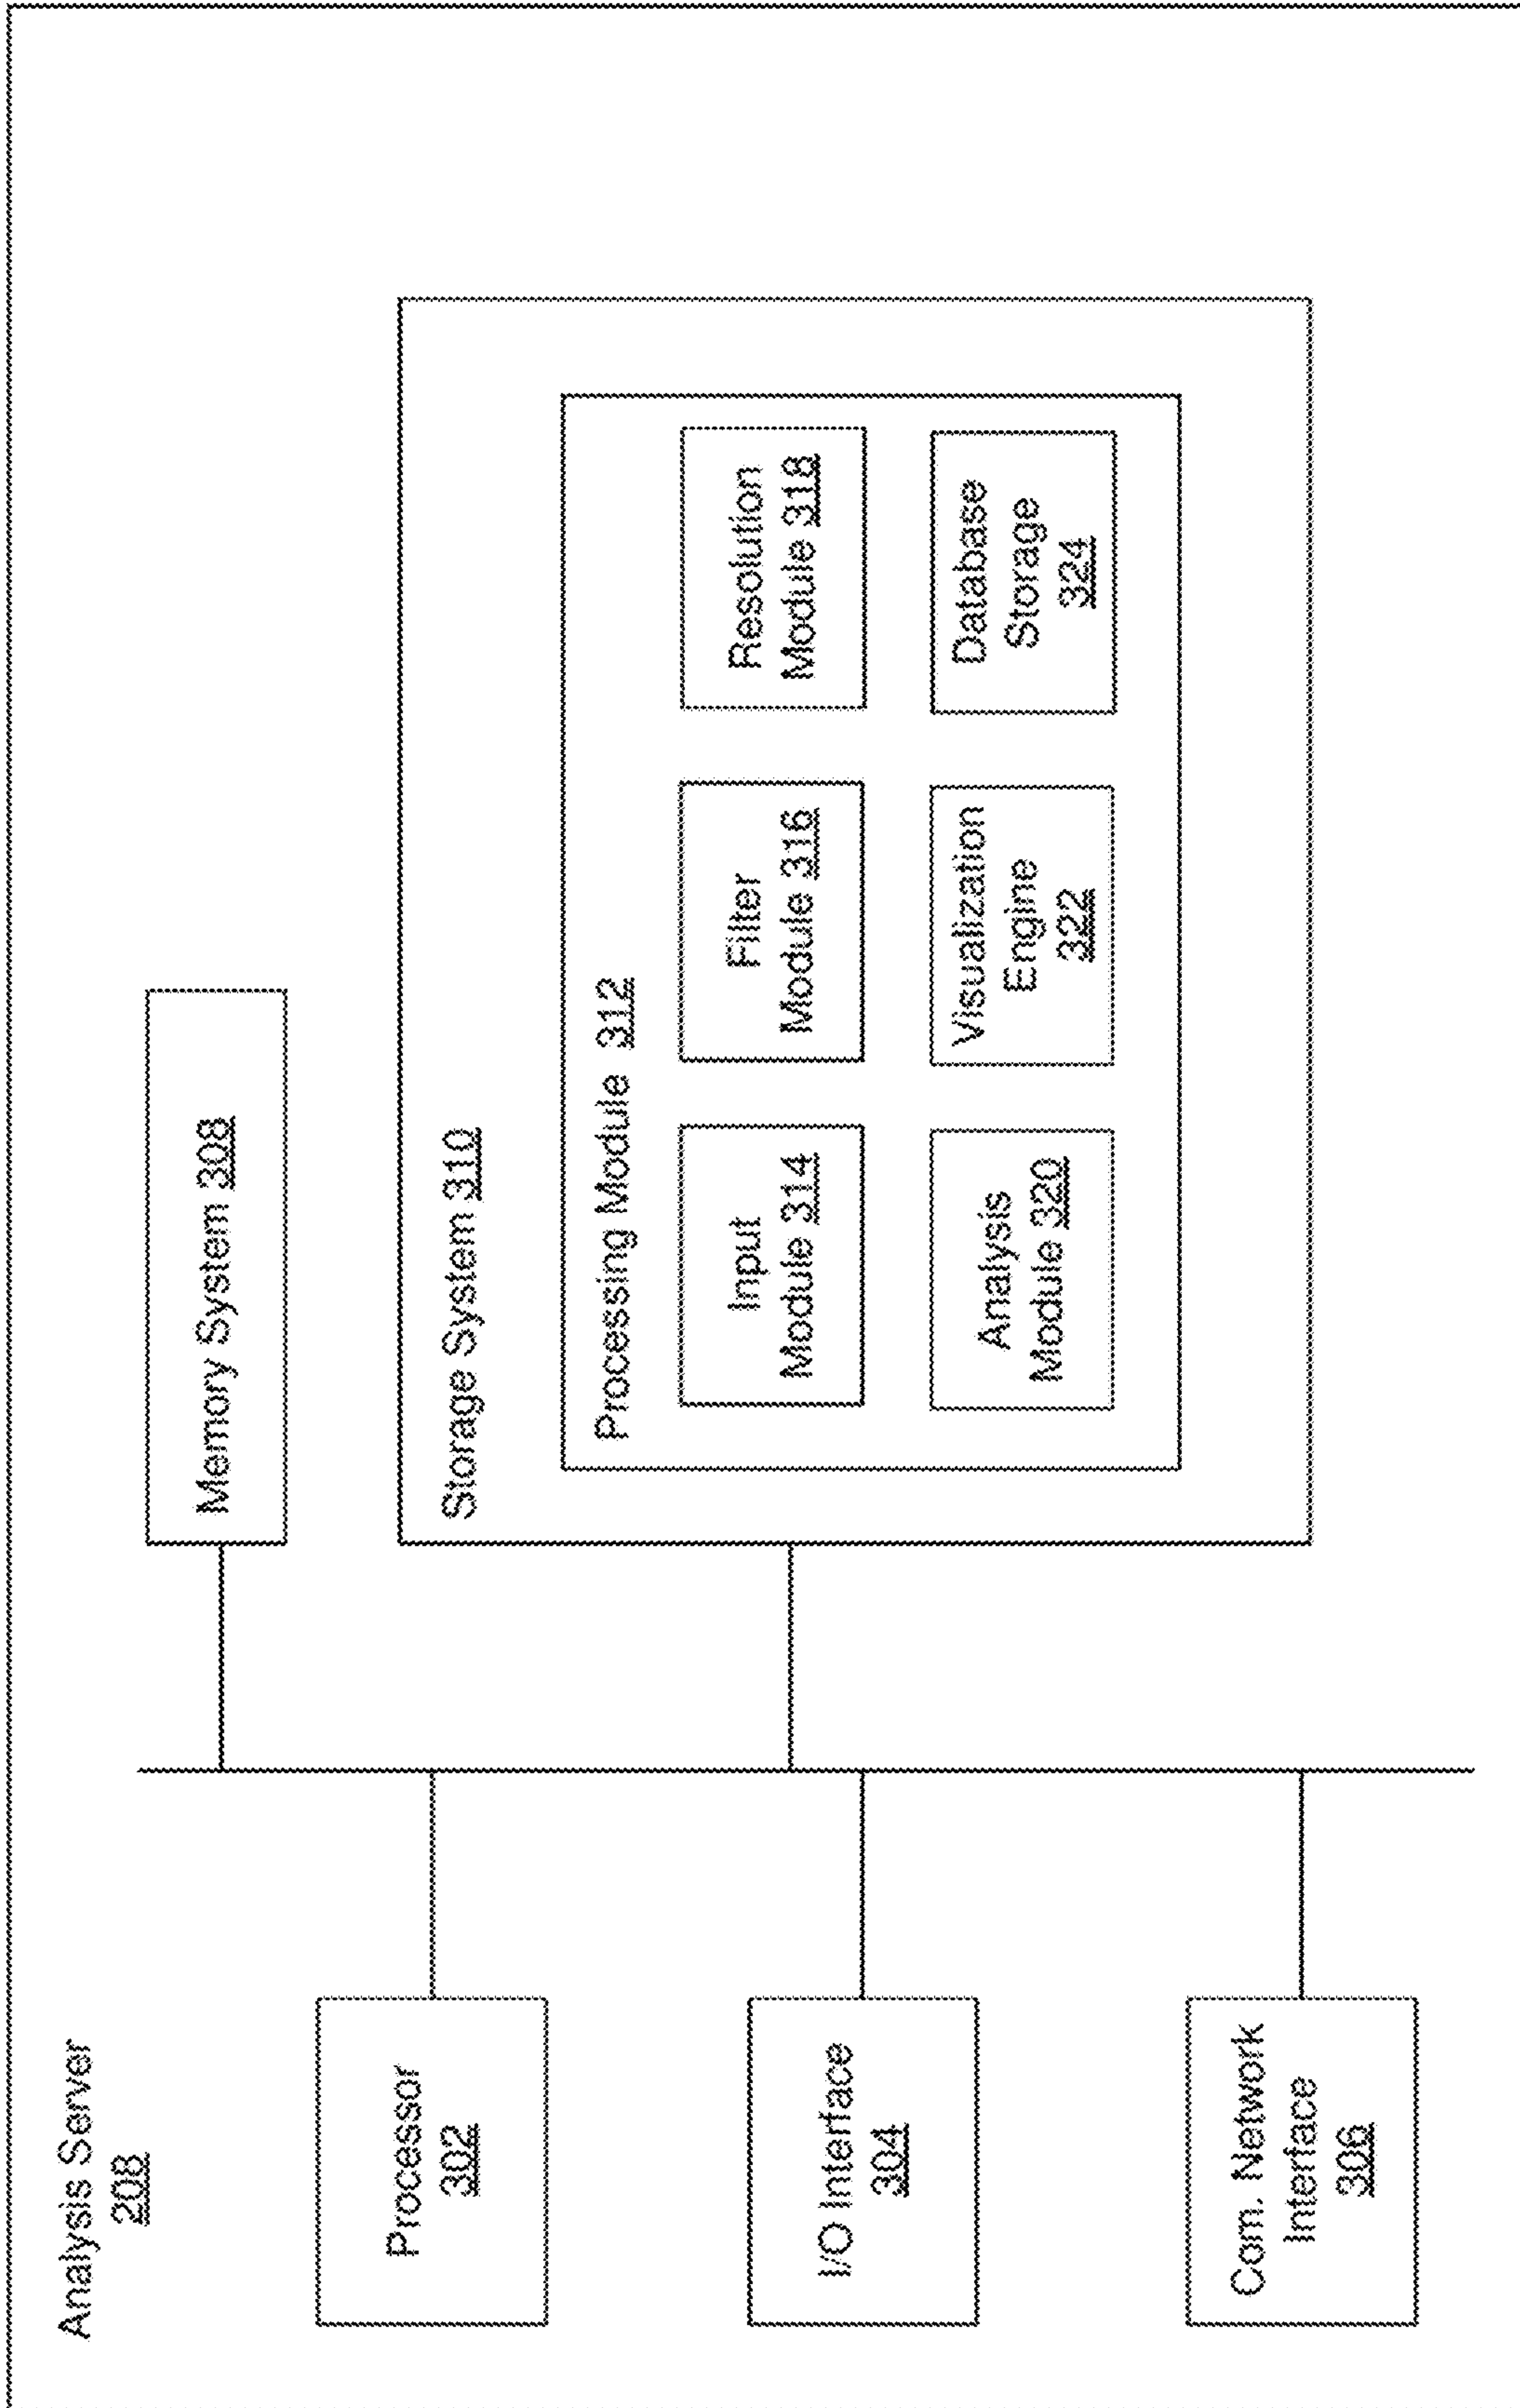 Analysis Server
208
Processor
302
I/O Interface
304
Com. Network
Interface
306
Memory System 308
Storage System 310
Processing Module 312
Input
Module 314
Filter
Module 316
Resolution
Module 318
Analysis
Module 320
Visualization
Engine
322
Database
Storage
324